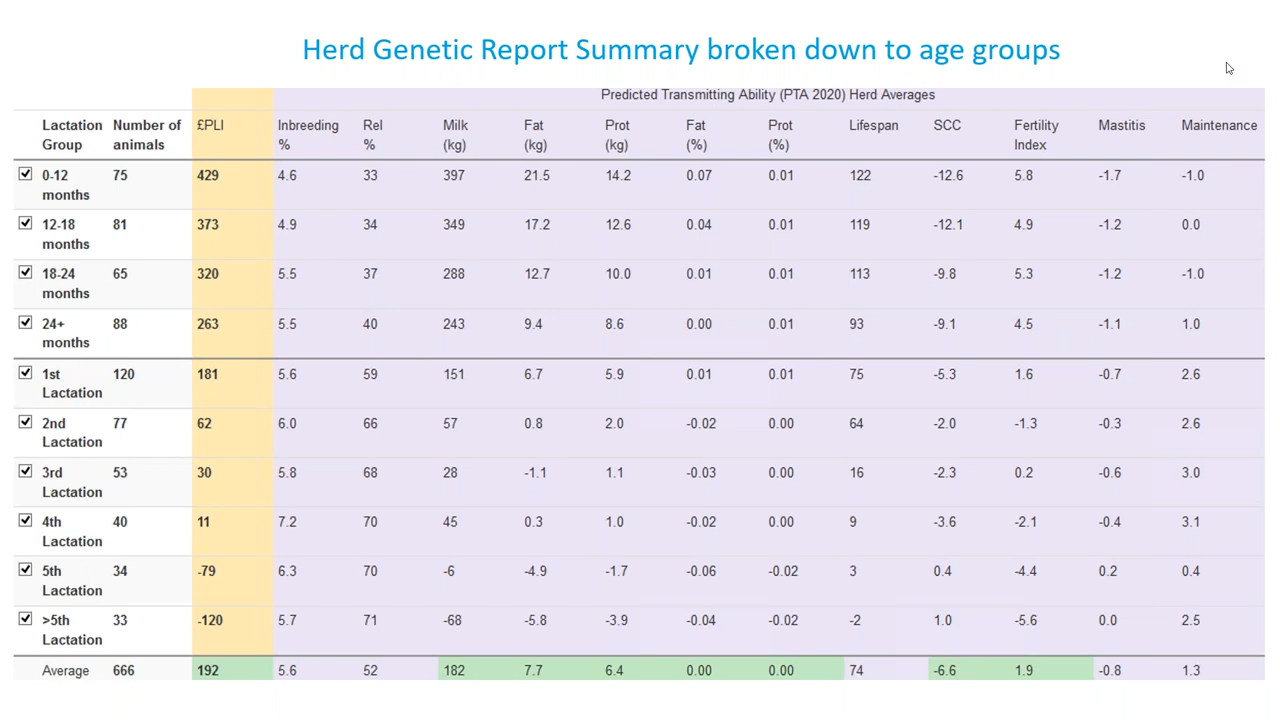 Herd Genetic Report Summary broken down to age groups
Predicted Transmitting Ability (PTA 2020) Herd Averages
Lactation Group Number of animals £PLI Inbreeding % Rel % Milk (kg) Fat (kg) Prot (kg) Fat (%) Prot (%) Lifespan SCC Fertility Index Mastitis Maintenance
0-12 months 75 429 4.6 33 397 21.5 14.2 0.07 0.01 122 -12.6 5.8 -1.7 -1.0
12-18 months 81 373 4.9 34 349 17.2 12.6 0.04 0.01 119 -12.1 4.9 -1.2 0.0
18-24 months 65 320 5.5 37 288 12.7 10.0 0.01 0.01 113 -9.8 5.3 -1.2 -1.0
24+ months 88 263 5.5 40 243 9.4 8.6 0.00 0.01 93 -9.1 4.5 -1.1 1.0
1st Lactation 120 181 5.6 59 151 6.7 5.9 0.01 0.01 75 -5.3 1.6 -0.7 2.6
2nd Lactation 77 62 6.0 66 57 0.8 2.0 -0.02 0.00 64 -2.0 -1.3 -0.3 2.6
3rd Lactation 53 30 5.8 68 28 -1.1 1.1 -0.03 0.00 16 -2.3 0.2 -0.6 3.0
4th Lactation 40 11 7.2 70 45 0.3 1.0 -0.02 0.00 9 -3.6 -2.1 -0.4 3.1
5th Lactation 34 -79 6.3 70 -6 -4.9 -1.7 -0.06 -0.02 3 0.4 -4.4 0.2 0.4
>5th Lactation 33 -120 5.7 71 -68 -5.8 -3.9 -0.04 -0.02 -2 1.0 -5.6 0.0 2.5
Average 666 192 5.6 52 182 7.7 6.4 0.00 0.00 74 -6.6 1.9 -0.8 1.3